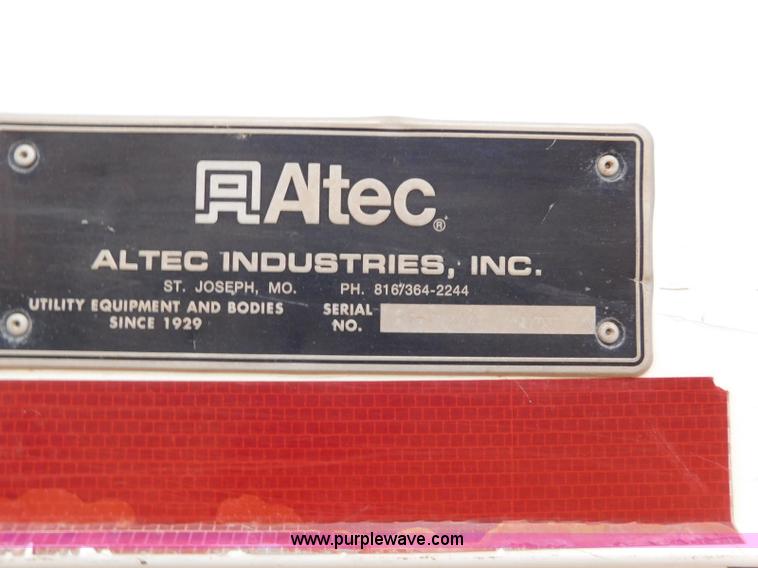 Altec®
ALTEC INDUSTRIES, INC.
ST. JOSEPH, MO. PH. 816/364-2244
UTILITY EQUIPMENT AND BODIES
SINCE 1929
SERIAL
NO.
www.purplewave.com